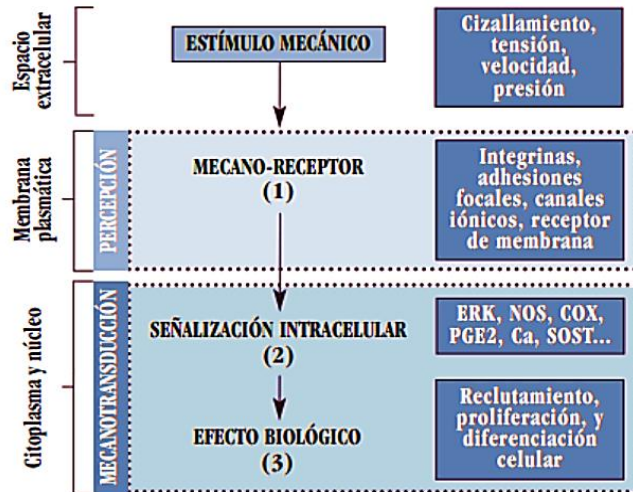 Espacio
extracelular
ESTÍMULO MECÁNICO
Cizallamiento,
tensión,
velocidad,
presión
Membrana
plasmática
PERCEPCIÓN
MECANO-RECEPTOR
(1)
Integrinas,
adhesiones
focales, canales
iónicos, receptor
de membrana
Citoplasma y núcleo
MECANOTRANSDUCCIÓN
SEÑALIZACIÓN INTRACELULAR
(2)
ERK, NOS, COX,
PGE2, Ca, SOST...
EFECTO BIOLÓGICO
(3)
Reclutamiento,
proliferación, y
diferenciación
celular